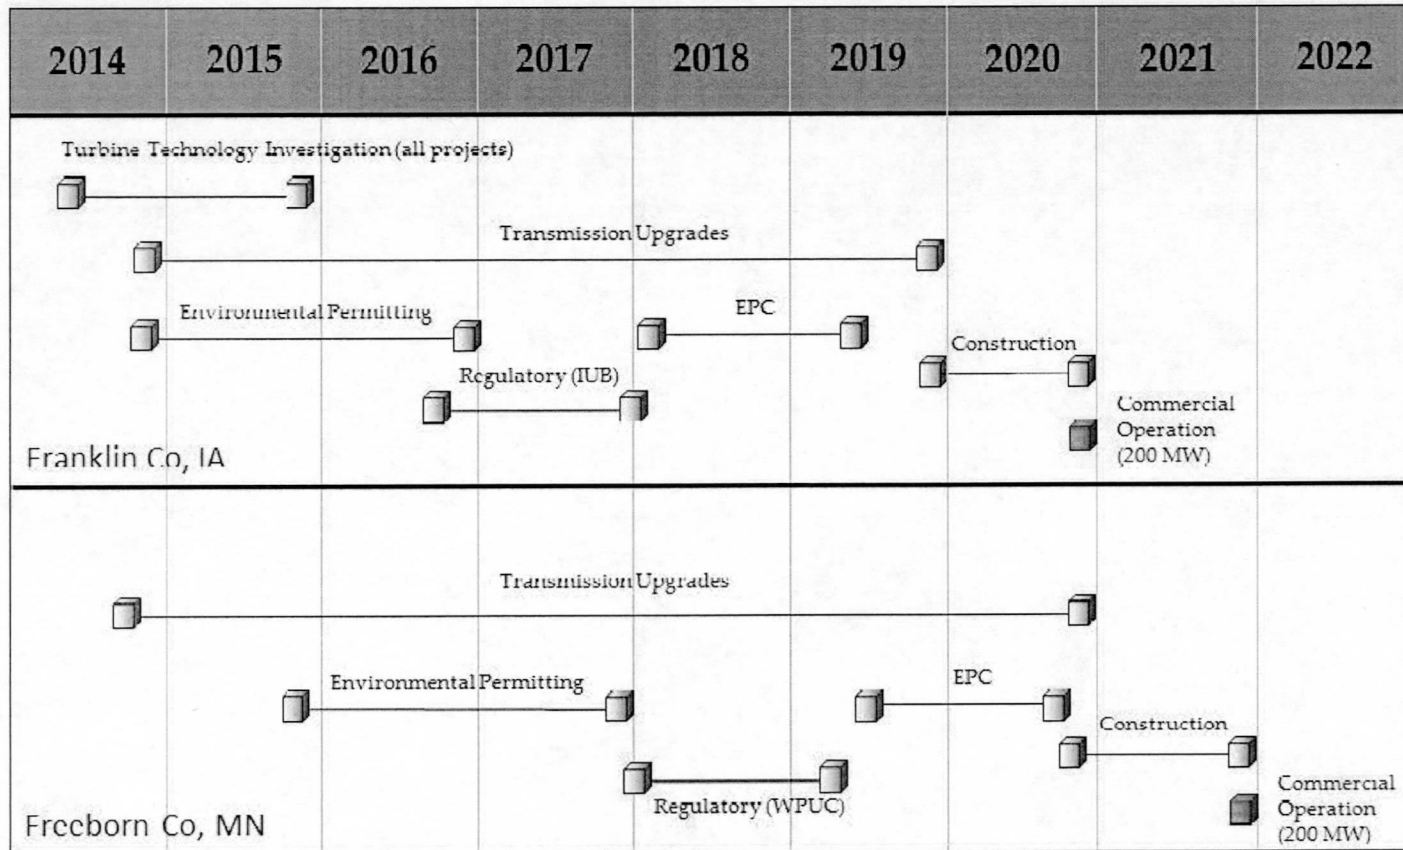 2014 2015 2016 2017 2018 2019 2020 2021 2022
Turbine Technology Investigation (all projects)
Transmission Upgrades
Environmental Permitting
EPC
Construction
Regulatory (IUB)
Commercial
Operation
(200 MW)
Franklin Co, IA
Transmission Upgrades
Environmental Permitting
EPC
Construction
Regulatory (WPUC)
Commercial
Operation
(200 MW)
Freeborn Co, MN